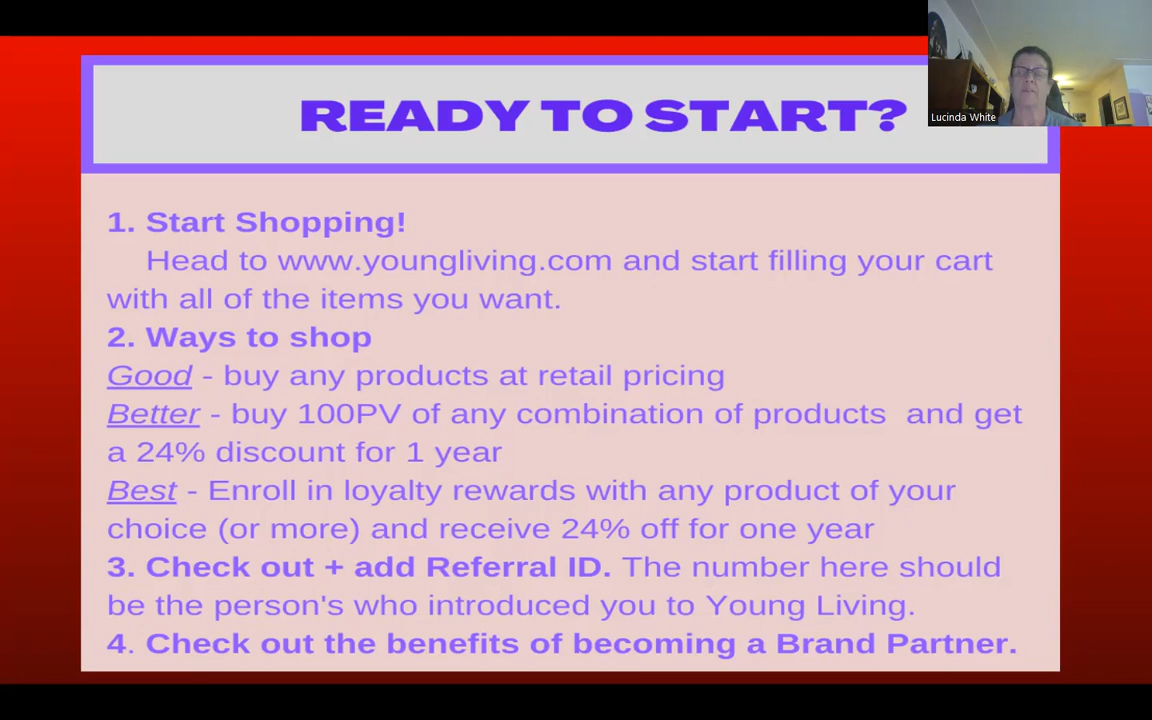 READY TO START?
Lucinda White
1. Start Shopping!
Head to www.youngliving.com and start filling your cart
with all of the items you want.
2. Ways to shop
Good - buy any products at retail pricing
Better - buy 100PV of any combination of products  and get
a 24% discount for 1 year
Best - Enroll in loyalty rewards with any product of your
choice (or more) and receive 24% off for one year
3. Check out + add Referral ID. The number here should
be the person's who introduced you to Young Living.
4. Check out the benefits of becoming a Brand Partner.